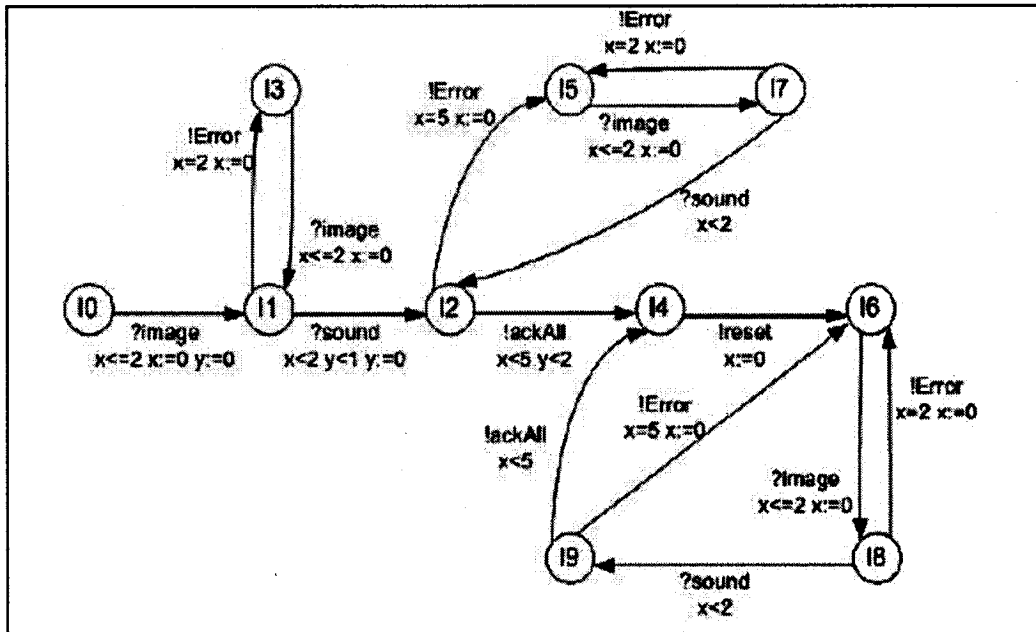 !Error
x=2 x:=0
l3
l5
l7
!Error
x=5 x:=0
?image
x<=2 x:=0
!Error
x=2 x:=0
?sound
x<2
?image
x<=2 x:=0
l0
l1
l2
l4
l6
?image
x<=2 x:=0 y:=0
?sound
x<2 y<1 y:=0
!ackAll
x<5 y<2
!reset
x:=0
!Error
x=2 x:=0
!Error
x=5 x:=0
!ackAll
x<5
?image
x<=2 x:=0
l9
l8
?sound
x<2